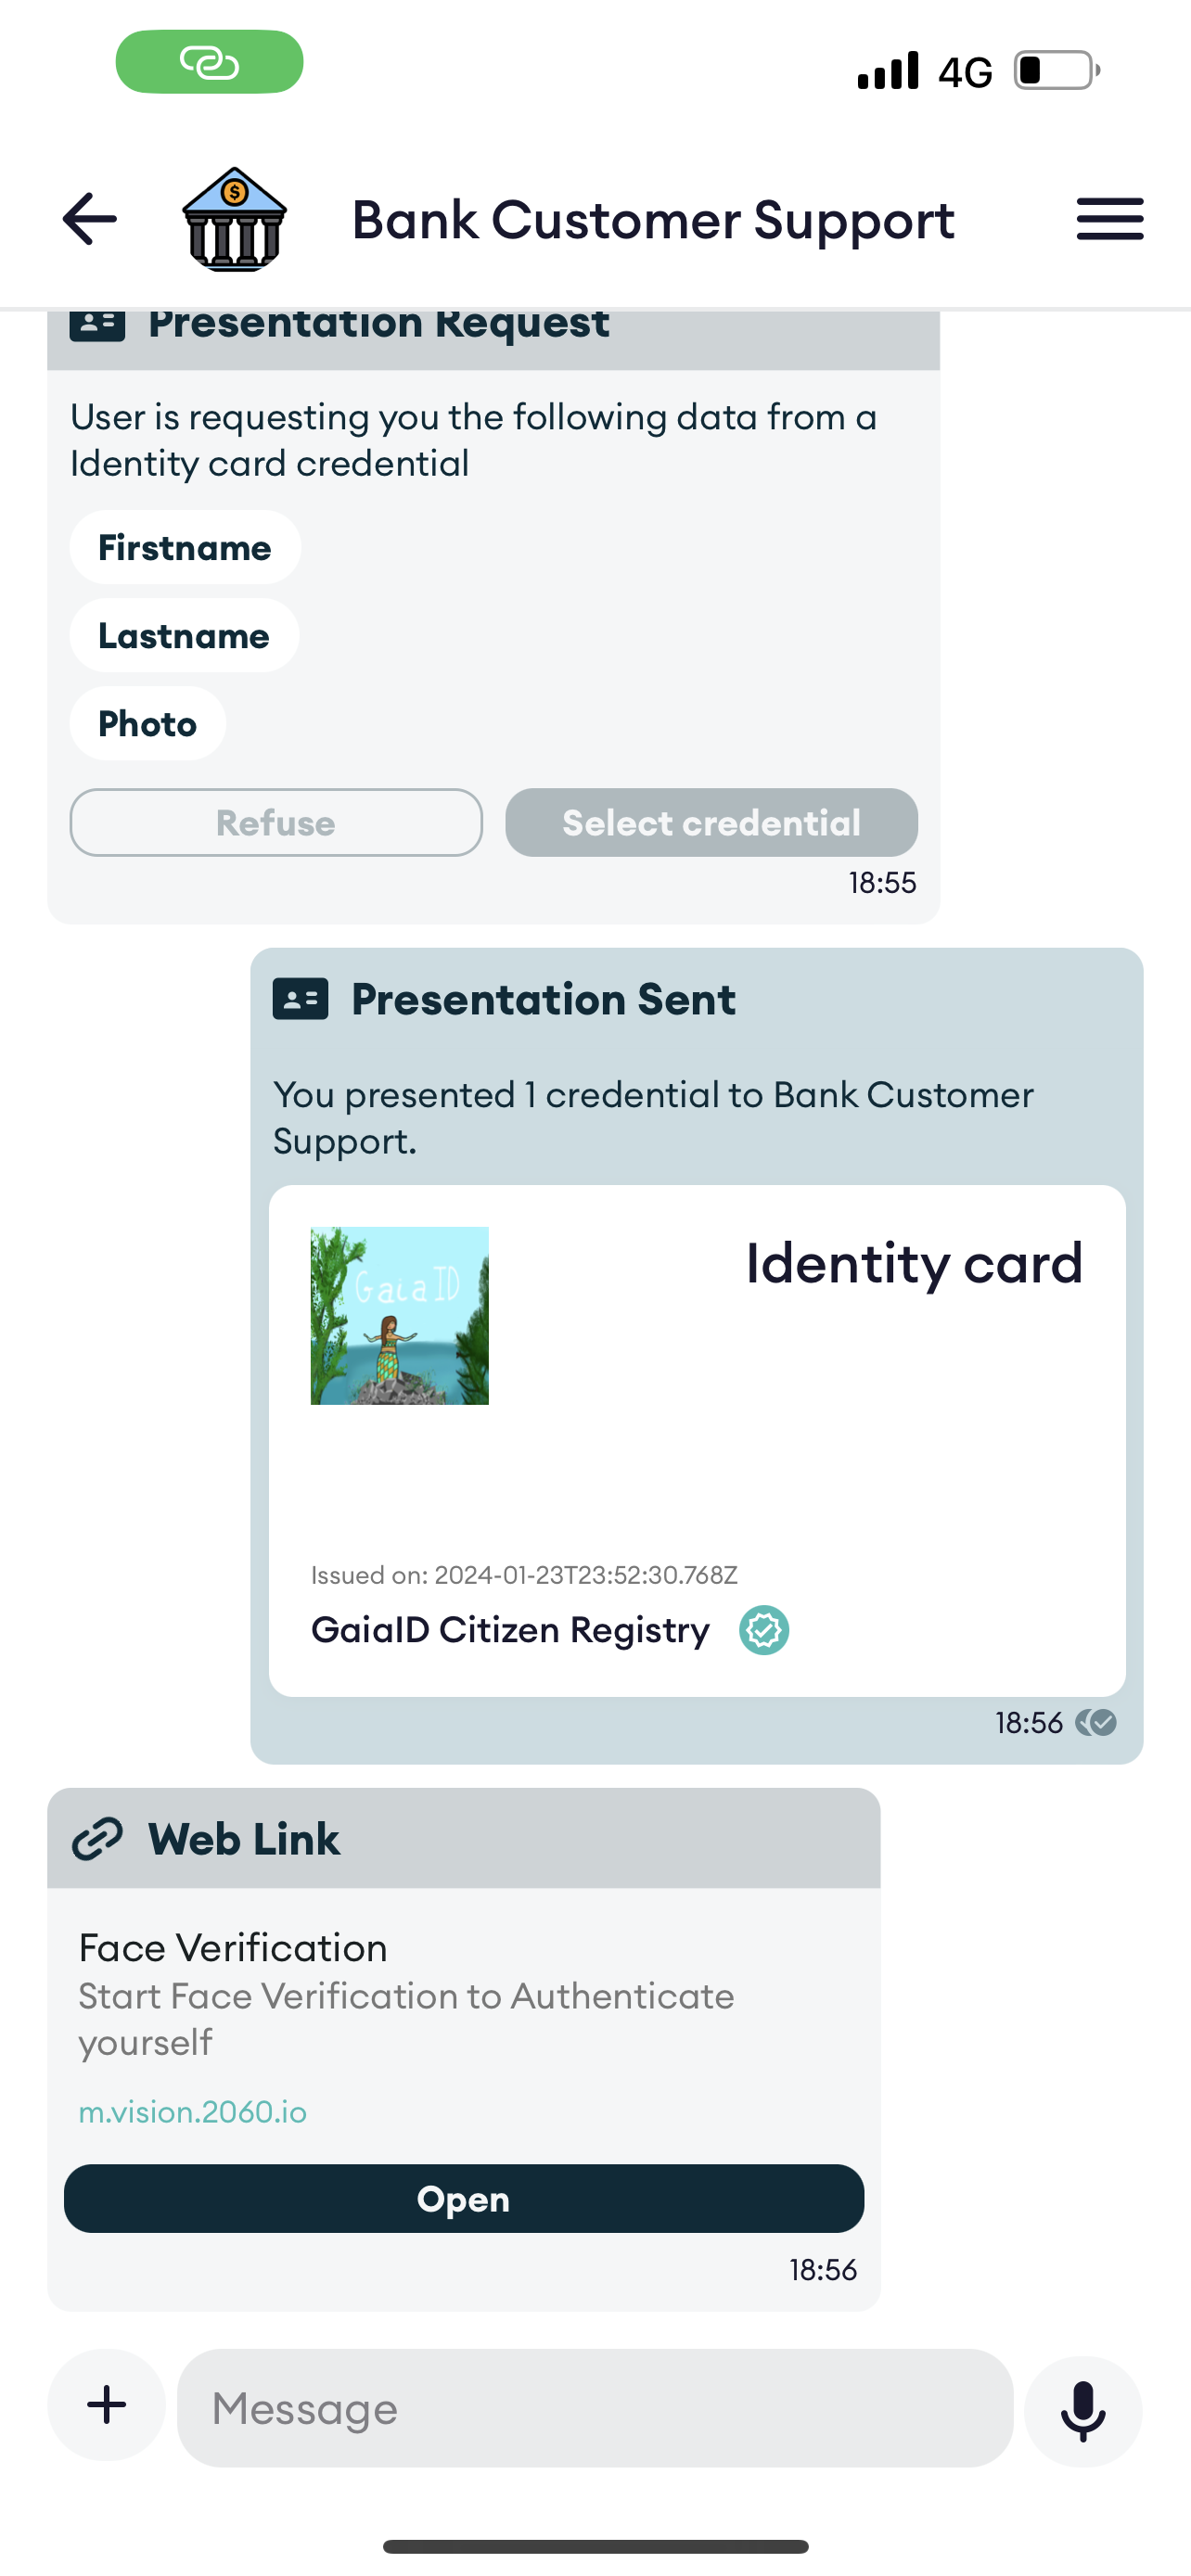 4G
$
Bank Customer Support
Presentation Request
User is requesting you the following data from a
Identity card credential
Firstname
Lastname
Photo
Refuse
Select credential
18:55
Presentation Sent
You presented 1 credential to Bank Customer
Support.
Gaia ID
Identity card
Issued on: 2024-01-23T23:52:30.768Z
GaiaID Citizen Registry
18:56
Web Link
Face Verification
Start Face Verification to Authenticate
yourself
m.vision.2060.io
Open
18:56
Message